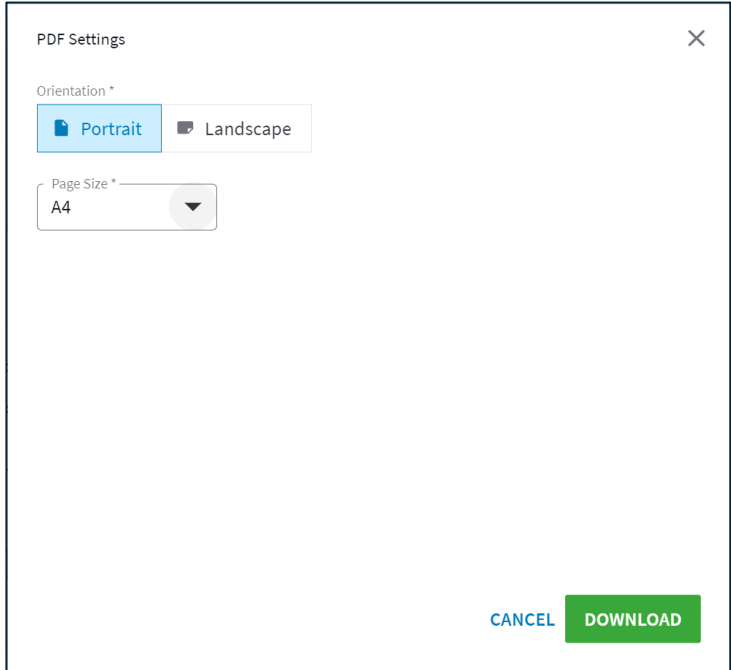 PDF Settings
Orientation *
Portrait Landscape
Page Size *
A4
CANCEL DOWNLOAD